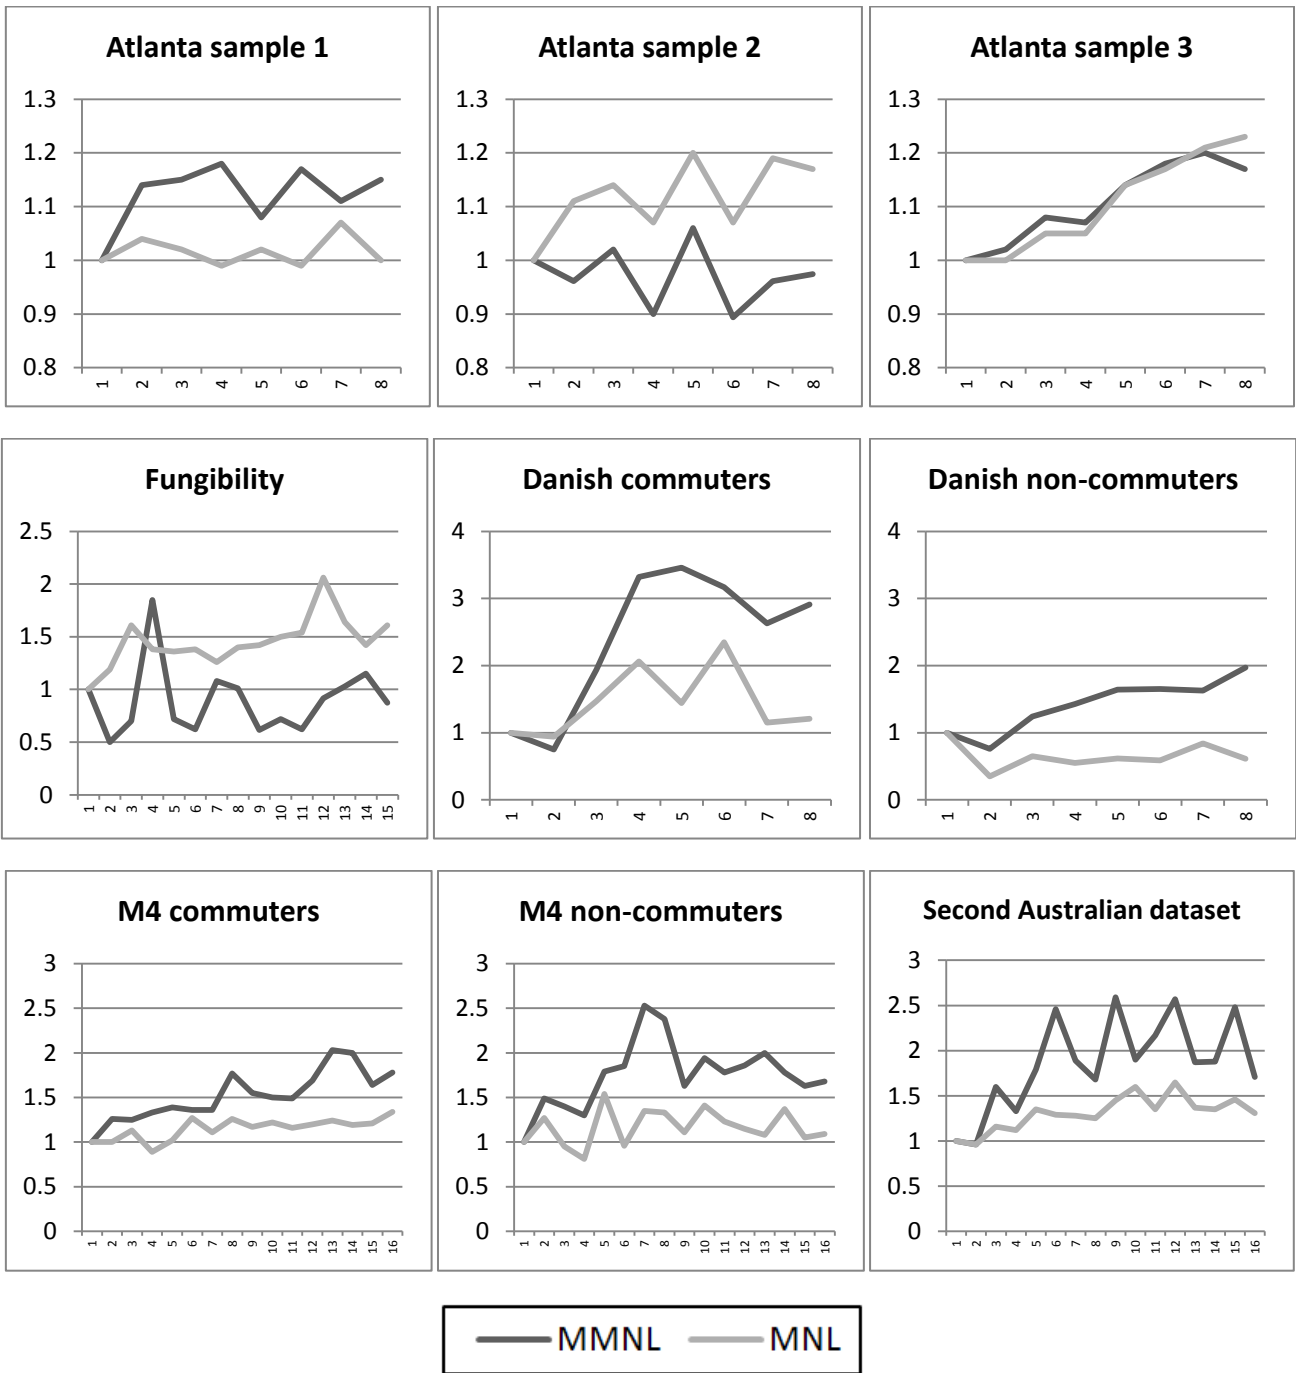 Atlanta sample 1
1.3
1.2
1.1
1
0.9
0.8
1 2 3 4 5 6 7 8
Atlanta sample 2
1.3
1.2
1.1
1
0.9
0.8
1 2 3 4 5 6 7 8
Atlanta sample 3
1.3
1.2
1.1
1
0.9
0.8
1 2 3 4 5 6 7 8
Fungibility
2.5
2
1.5
1
0.5
0
1 2 3 4 5 6 7 8 9 10 11 12 13 14 15
Danish commuters
4
3
2
1
0
1 2 3 4 5 6 7 8
Danish non-commuters
4
3
2
1
0
1 2 3 4 5 6 7 8
M4 commuters
3
2.5
2
1.5
1
0.5
0
1 2 3 4 5 6 7 8 9 10 11 12 13 14 15 16
M4 non-commuters
3
2.5
2
1.5
1
0.5
0
1 2 3 4 5 6 7 8 9 10 11 12 13 14 15 16
Second Australian dataset
3
2.5
2
1.5
1
0.5
0
1 2 3 4 5 6 7 8 9 10 11 12 13 14 15 16
MMNL MNL